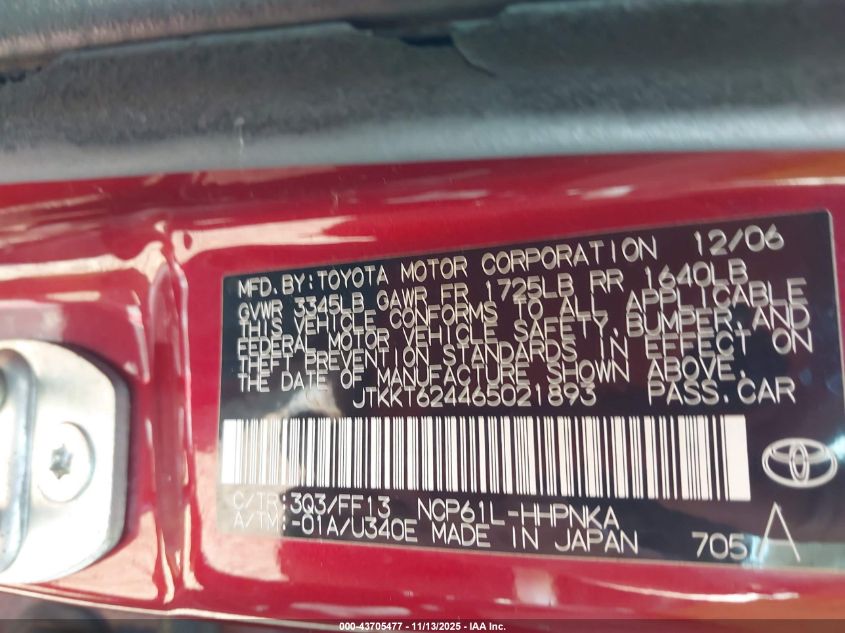 MFD. BY: TOYOTA MOTOR CORPORATION 12/06
GVWR 3345LB GAWR FR 1725LB RR 1640LB
THIS VEHICLE CONFORMS TO ALL APPLICABLE
FEDERAL MOTOR VEHICLE SAFETY, BUMPER, AND
THEFT PREVENTION STANDARDS IN EFFECT ON
THE DATE OF MANUFACTURE SHOWN ABOVE.
JTKKT624465021893 PASS. CAR
C/TR: 3Q3/FF13 NCP61L-HHPNKA
A/TM: -01A/U340E MADE IN JAPAN
000-43705477 - 11/13/2025 - IAA Inc.